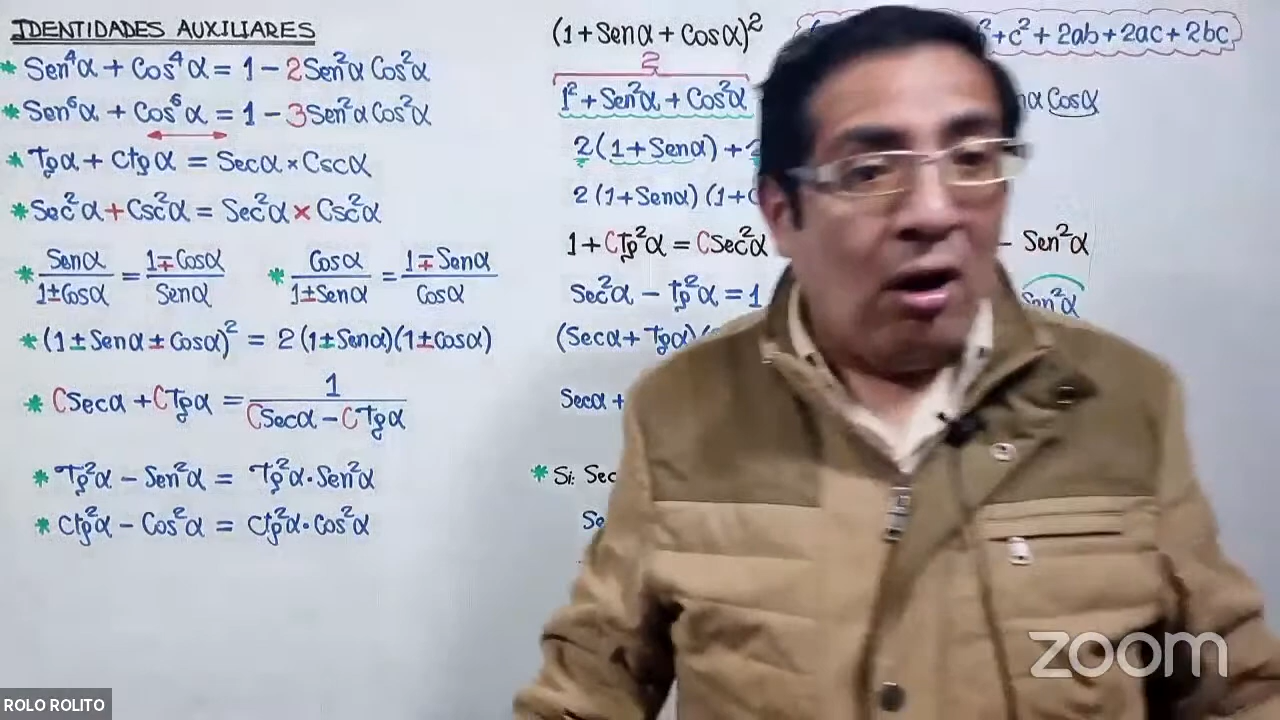 IDENTIDADES AUXILIARES
* Sen⁴α + Cos⁴α = 1 - 2Sen²α Cos²α
* Sen⁶α + Cos⁶α = 1 - 3Sen²α Cos²α
* Tgα + Ctgα = Secα × Cscα
* Sec²α + Csc²α = Sec²α × Csc²α
* Senα/1±Cosα = 1∓Cosα/Senα * Cosα/1±Senα = 1∓Senα/Cosα
* (1 ± Senα ± Cosα)² = 2(1±Senα)(1±Cosα)
* CSecα + CTgα = 1/CSecα - CTgα
* Tg²α - Sen²α = Tg²α · Sen²α
* Ctg²α - Cos²α = Ctg²α · Cos²α
(1 + Senα + Cosα)²
² + c² + 2ab + 2ac + 2bc
2
1² + Sen²α + Cos²α
α Cosα
2(1 + Senα) +
2(1+Senα)(1+
1 + CTg²α = CSec²α
- Sen²α
Sec²α - Tg²α = 1
Sen²α
(Secα + Tgα)
Secα +
* Si: Sec
ROLO ROLITO
zoom